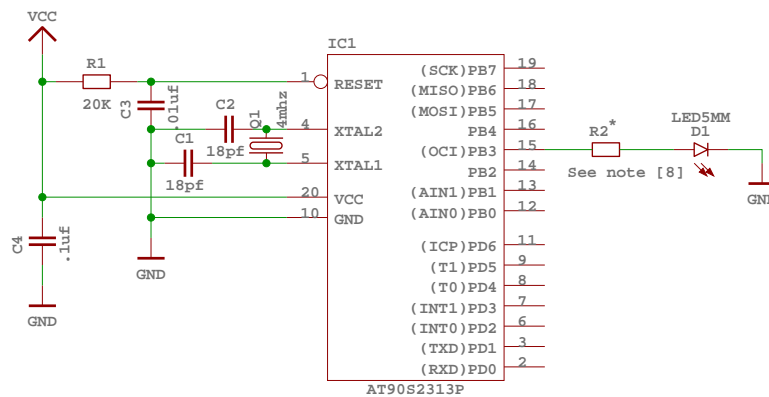 VCC
IC1
R1
20K
C3
.01uf
C2
18pf
C1
18pf
Q1
4mhz
C4
.1uf
GND
GND
1 RESET
4 XTAL2
5 XTAL1
20 VCC
10 GND
(SCK)PB7 19
(MISO)PB6 18
(MOSI)PB5 17
PB4 16
(OCI)PB3 15
PB2 14
(AIN1)PB1 13
(AIN0)PB0 12
(ICP)PD6 11
(T1)PD5 9
(T0)PD4 8
(INT1)PD3 7
(INT0)PD2 6
(TXD)PD1 3
(RXD)PD0 2
AT90S2313P
R2*
See note [8]
LED5MM
D1
GND